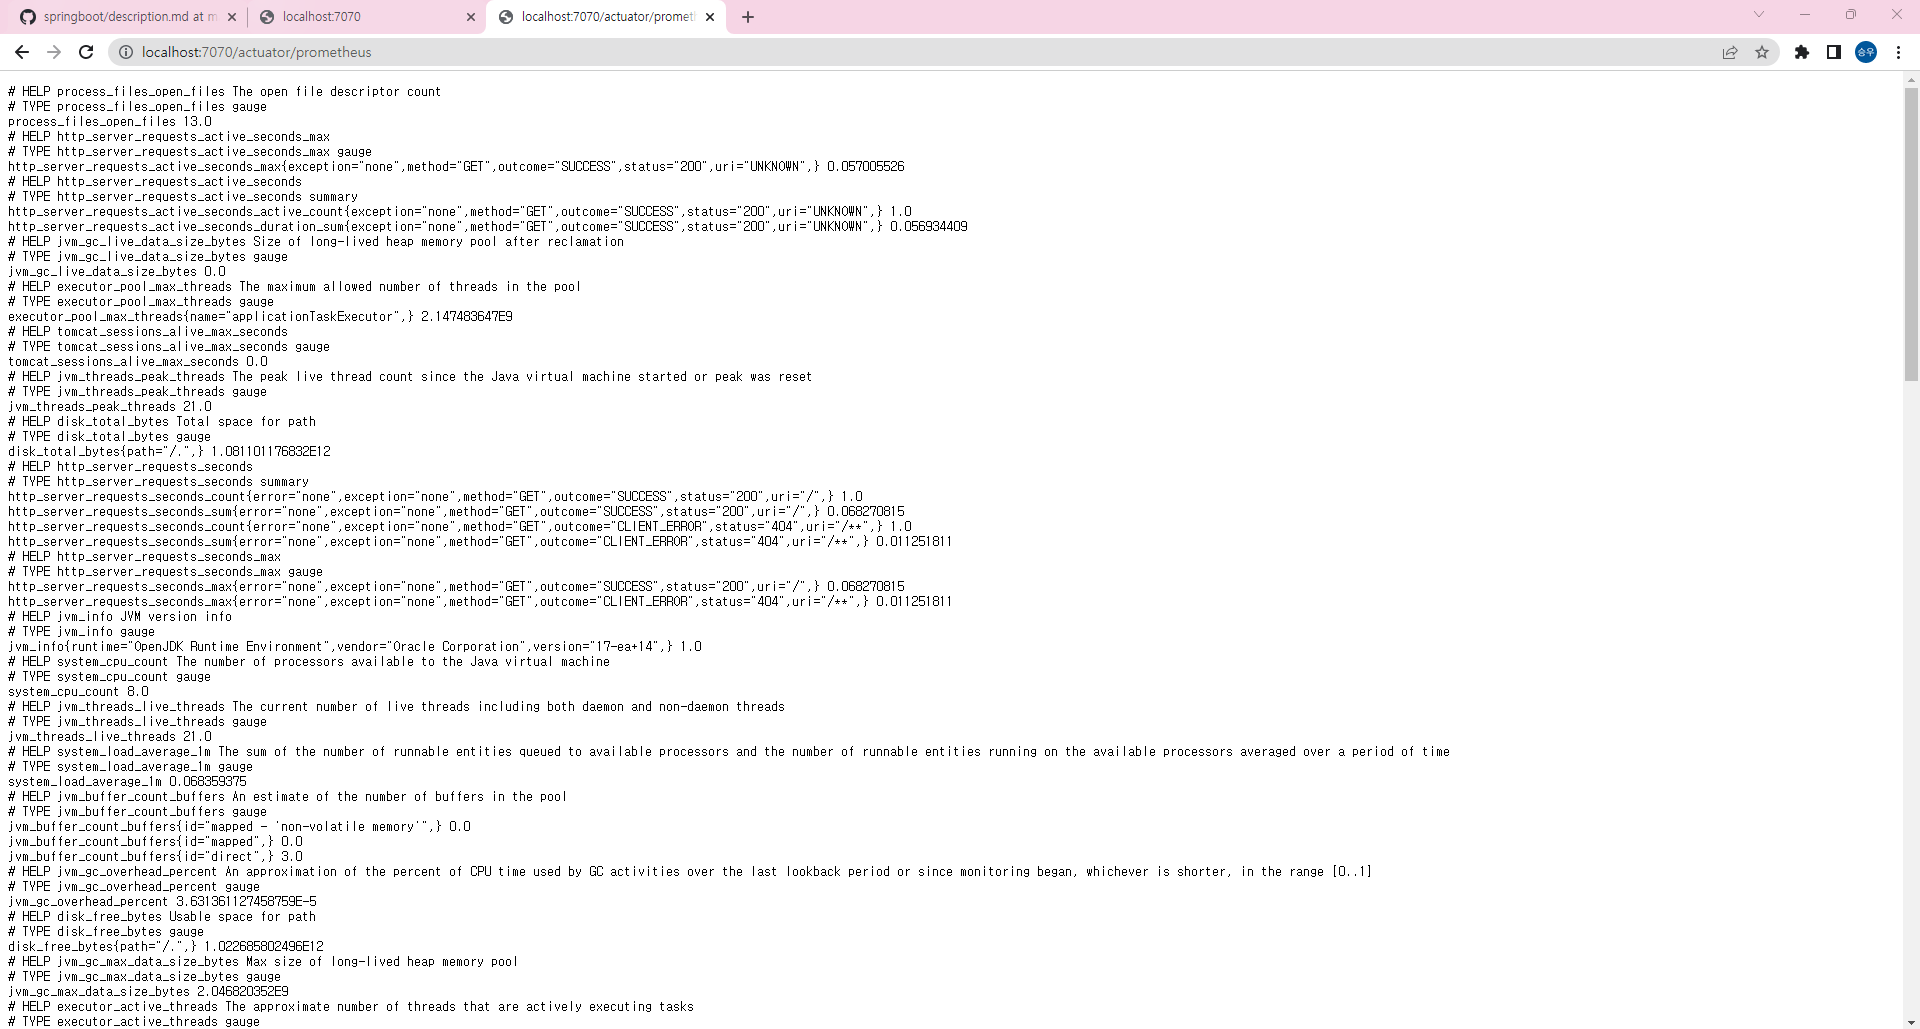 springboot/description.md at m
localhost:7070
localhost:7070/actuator/promet
localhost:7070/actuator/prometheus
승우
# HELP process_files_open_files The open file descriptor count
# TYPE process_files_open_files gauge
process_files_open_files 13.0
# HELP http_server_requests_active_seconds_max
# TYPE http_server_requests_active_seconds_max gauge
http_server_requests_active_seconds_max{exception="none",method="GET",outcome="SUCCESS",status="200",uri="UNKNOWN",} 0.057005526
# HELP http_server_requests_active_seconds
# TYPE http_server_requests_active_seconds summary
http_server_requests_active_seconds_active_count{exception="none",method="GET",outcome="SUCCESS",status="200",uri="UNKNOWN",} 1.0
http_server_requests_active_seconds_duration_sum{exception="none",method="GET",outcome="SUCCESS",status="200",uri="UNKNOWN",} 0.056934409
# HELP jvm_gc_live_data_size_bytes Size of long-lived heap memory pool after reclamation
# TYPE jvm_gc_live_data_size_bytes gauge
jvm_gc_live_data_size_bytes 0.0
# HELP executor_pool_max_threads The maximum allowed number of threads in the pool
# TYPE executor_pool_max_threads gauge
executor_pool_max_threads{name="applicationTaskExecutor",} 2.147483647E9
# HELP tomcat_sessions_alive_max_seconds
# TYPE tomcat_sessions_alive_max_seconds gauge
tomcat_sessions_alive_max_seconds 0.0
# HELP jvm_threads_peak_threads The peak live thread count since the Java virtual machine started or peak was reset
# TYPE jvm_threads_peak_threads gauge
jvm_threads_peak_threads 21.0
# HELP disk_total_bytes Total space for path
# TYPE disk_total_bytes gauge
disk_total_bytes{path="/.",} 1.081101176832E12
# HELP http_server_requests_seconds
# TYPE http_server_requests_seconds summary
http_server_requests_seconds_count{error="none",exception="none",method="GET",outcome="SUCCESS",status="200",uri="/",} 1.0
http_server_requests_seconds_sum{error="none",exception="none",method="GET",outcome="SUCCESS",status="200",uri="/",} 0.068270815
http_server_requests_seconds_count{error="none",exception="none",method="GET",outcome="CLIENT_ERROR",status="404",uri="/**",} 1.0
http_server_requests_seconds_sum{error="none",exception="none",method="GET",outcome="CLIENT_ERROR",status="404",uri="/**",} 0.011251811
# HELP http_server_requests_seconds_max
# TYPE http_server_requests_seconds_max gauge
http_server_requests_seconds_max{error="none",exception="none",method="GET",outcome="SUCCESS",status="200",uri="/",} 0.068270815
http_server_requests_seconds_max{error="none",exception="none",method="GET",outcome="CLIENT_ERROR",status="404",uri="/**",} 0.011251811
# HELP jvm_info JVM version info
# TYPE jvm_info gauge
jvm_info{runtime="OpenJDK Runtime Environment",vendor="Oracle Corporation",version="17-ea+14",} 1.0
# HELP system_cpu_count The number of processors available to the Java virtual machine
# TYPE system_cpu_count gauge
system_cpu_count 8.0
# HELP jvm_threads_live_threads The current number of live threads including both daemon and non-daemon threads
# TYPE jvm_threads_live_threads gauge
jvm_threads_live_threads 21.0
# HELP system_load_average_1m The sum of the number of runnable entities queued to available processors and the number of runnable entities running on the available processors averaged over a period of time
# TYPE system_load_average_1m gauge
system_load_average_1m 0.068359375
# HELP jvm_buffer_count_buffers An estimate of the number of buffers in the pool
# TYPE jvm_buffer_count_buffers gauge
jvm_buffer_count_buffers{id="mapped - 'non-volatile memory'",} 0.0
jvm_buffer_count_buffers{id="mapped",} 0.0
jvm_buffer_count_buffers{id="direct",} 3.0
# HELP jvm_gc_overhead_percent An approximation of the percent of CPU time used by GC activities over the last lookback period or since monitoring began, whichever is shorter, in the range [0..1]
# TYPE jvm_gc_overhead_percent gauge
jvm_gc_overhead_percent 3.631361127458759E-5
# HELP disk_free_bytes Usable space for path
# TYPE disk_free_bytes gauge
disk_free_bytes{path="/.",} 1.022685802496E12
# HELP jvm_gc_max_data_size_bytes Max size of long-lived heap memory pool
# TYPE jvm_gc_max_data_size_bytes gauge
jvm_gc_max_data_size_bytes 2.046820352E9
# HELP executor_active_threads The approximate number of threads that are actively executing tasks
# TYPE executor_active_threads gauge